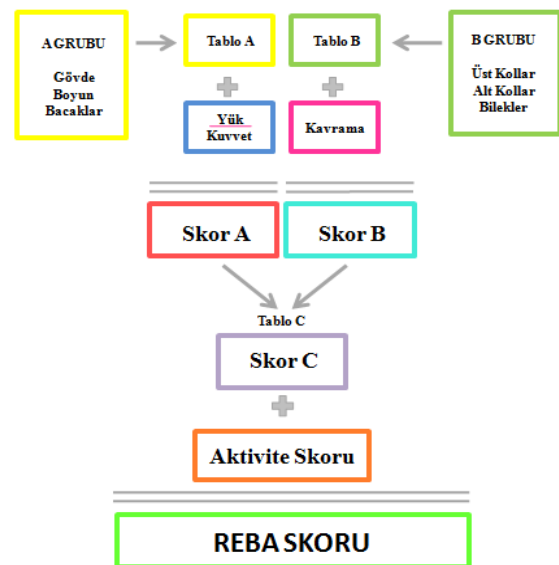 A GRUBU
Gövde
Boyun
Bacaklar
Tablo A
Tablo B
B GRUBU
Üst Kollar
Alt Kollar
Bilekler
Yük
Kuvvet
Kavrama
Skor A
Skor B
Tablo C
Skor C
Aktivite Skoru
REBA SKORU